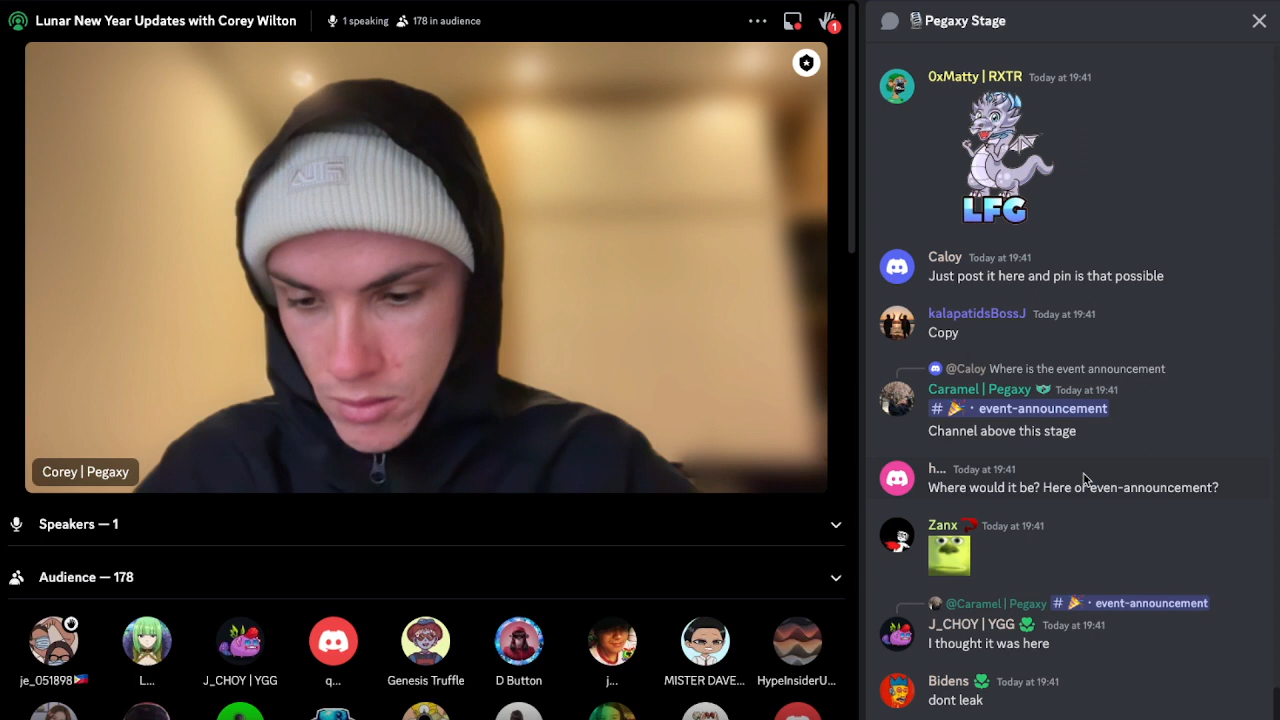 Lunar New Year Updates with Corey Wilton
1 speaking
178 in audience
1
Corey | Pegaxy
Speakers — 1
Audience — 178
je_051898
L...
J_CHOY | YGG
q...
Genesis Truffle
D Button
j...
MISTER DAVE...
HypeInsiderU...
Pegaxy Stage
0xMatty | RXTR Today at 19:41
LFG
Caloy Today at 19:41
Just post it here and pin is that possible
kalapatidsBossJ Today at 19:41
Copy
@Caloy Where is the event announcement
Caramel | Pegaxy Today at 19:41
# 🎉・event-announcement
Channel above this stage
h... Today at 19:41
Where would it be? Here or even-announcement?
Zanx Today at 19:41
@Caramel | Pegaxy # 🎉・event-announcement
J_CHOY | YGG Today at 19:41
I thought it was here
Bidens Today at 19:41
dont leak